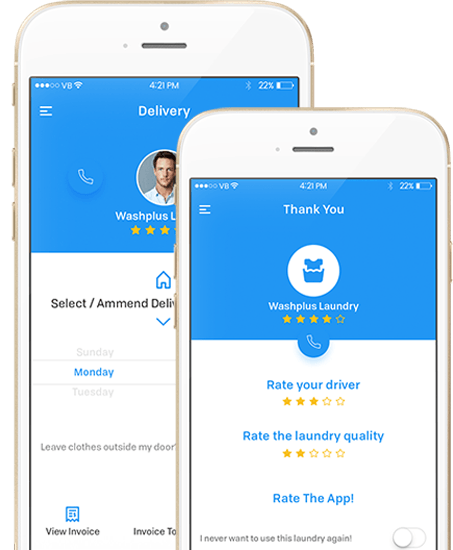 VB 4:21 PM 22%
Delivery
Washplus L
Select / Ammend Deli
Sunday
Monday
Tuesday
Leave clothes outside my door?
View Invoice
Invoice To
VB 4:21 PM 22%
Thank You
Washplus Laundry
Rate your driver
Rate the laundry quality
Rate The App!
I never want to use this laundry again!